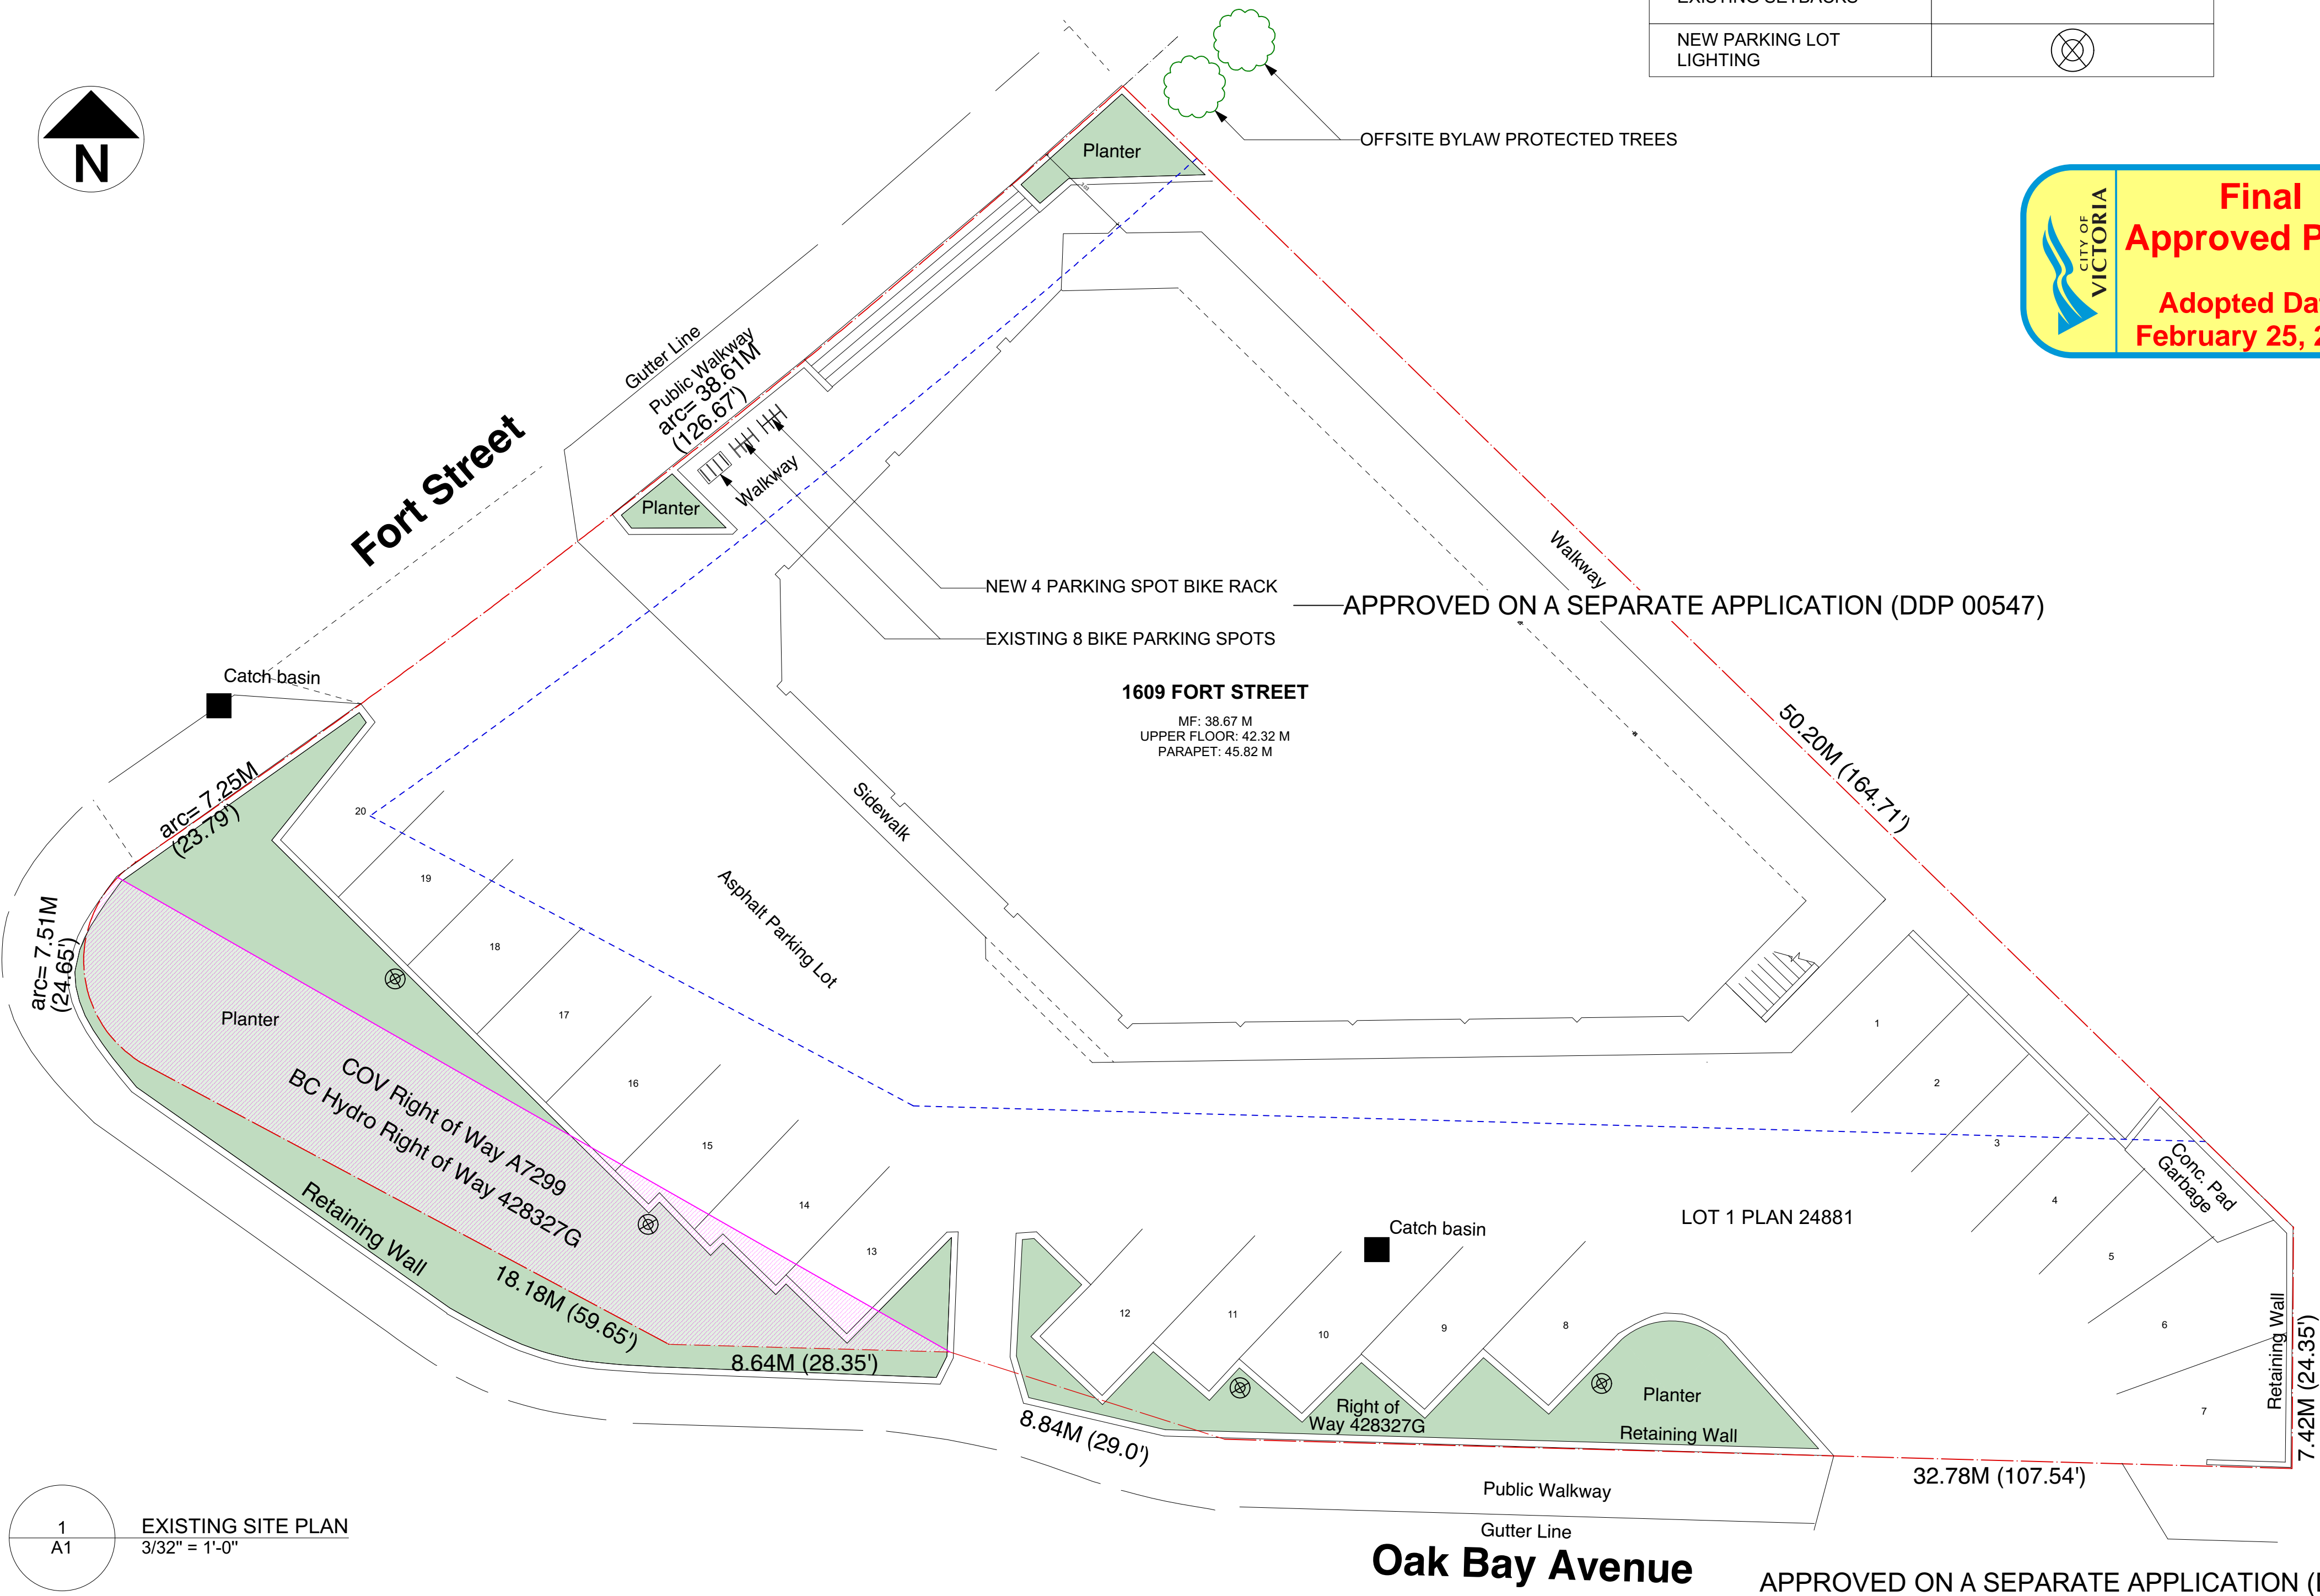 NEW PARKING LOT
LIGHTING
N
OFFSITE BYLAW PROTECTED TREES
CITY OF
VICTORIA
Final
Approved
Adopted
February 25,
Planter
Gutter Line
Public Walkway
arc= 38.61M
(126.67')
Fort Street
Walkway
Planter
Walkway
NEW 4 PARKING SPOT BIKE RACK
APPROVED ON A SEPARATE APPLICATION (DDP 00547)
EXISTING 8 BIKE PARKING SPOTS
1609 FORT STREET
MF: 38.67 M
UPPER FLOOR: 42.32 M
PARAPET: 45.82 M
50.20M (164.71')
Catch basin
arc= 7.25M
(23.79')
20
19
18
17
16
15
14
13
Sidewalk
Asphalt Parking Lot
arc= 7.51M
(24.65')
Planter
COV Right of Way A7299
BC Hydro Right of Way 428327G
Retaining Wall
18.18M (59.65')
8.64M (28.35')
1
2
3
4
5
6
7
Conc. Pad
Garbage
LOT 1 PLAN 24881
Catch basin
12
11
10
9
8
Right of
Way 428327G
Planter
Retaining Wall
Retaining Wall
7.42M (24.35')
8.84M (29.0')
32.78M (107.54')
Public Walkway
Gutter Line
Oak Bay Avenue
1
A1
EXISTING SITE PLAN
3/32" = 1'-0"
APPROVED ON A SEPARATE APPLICATION